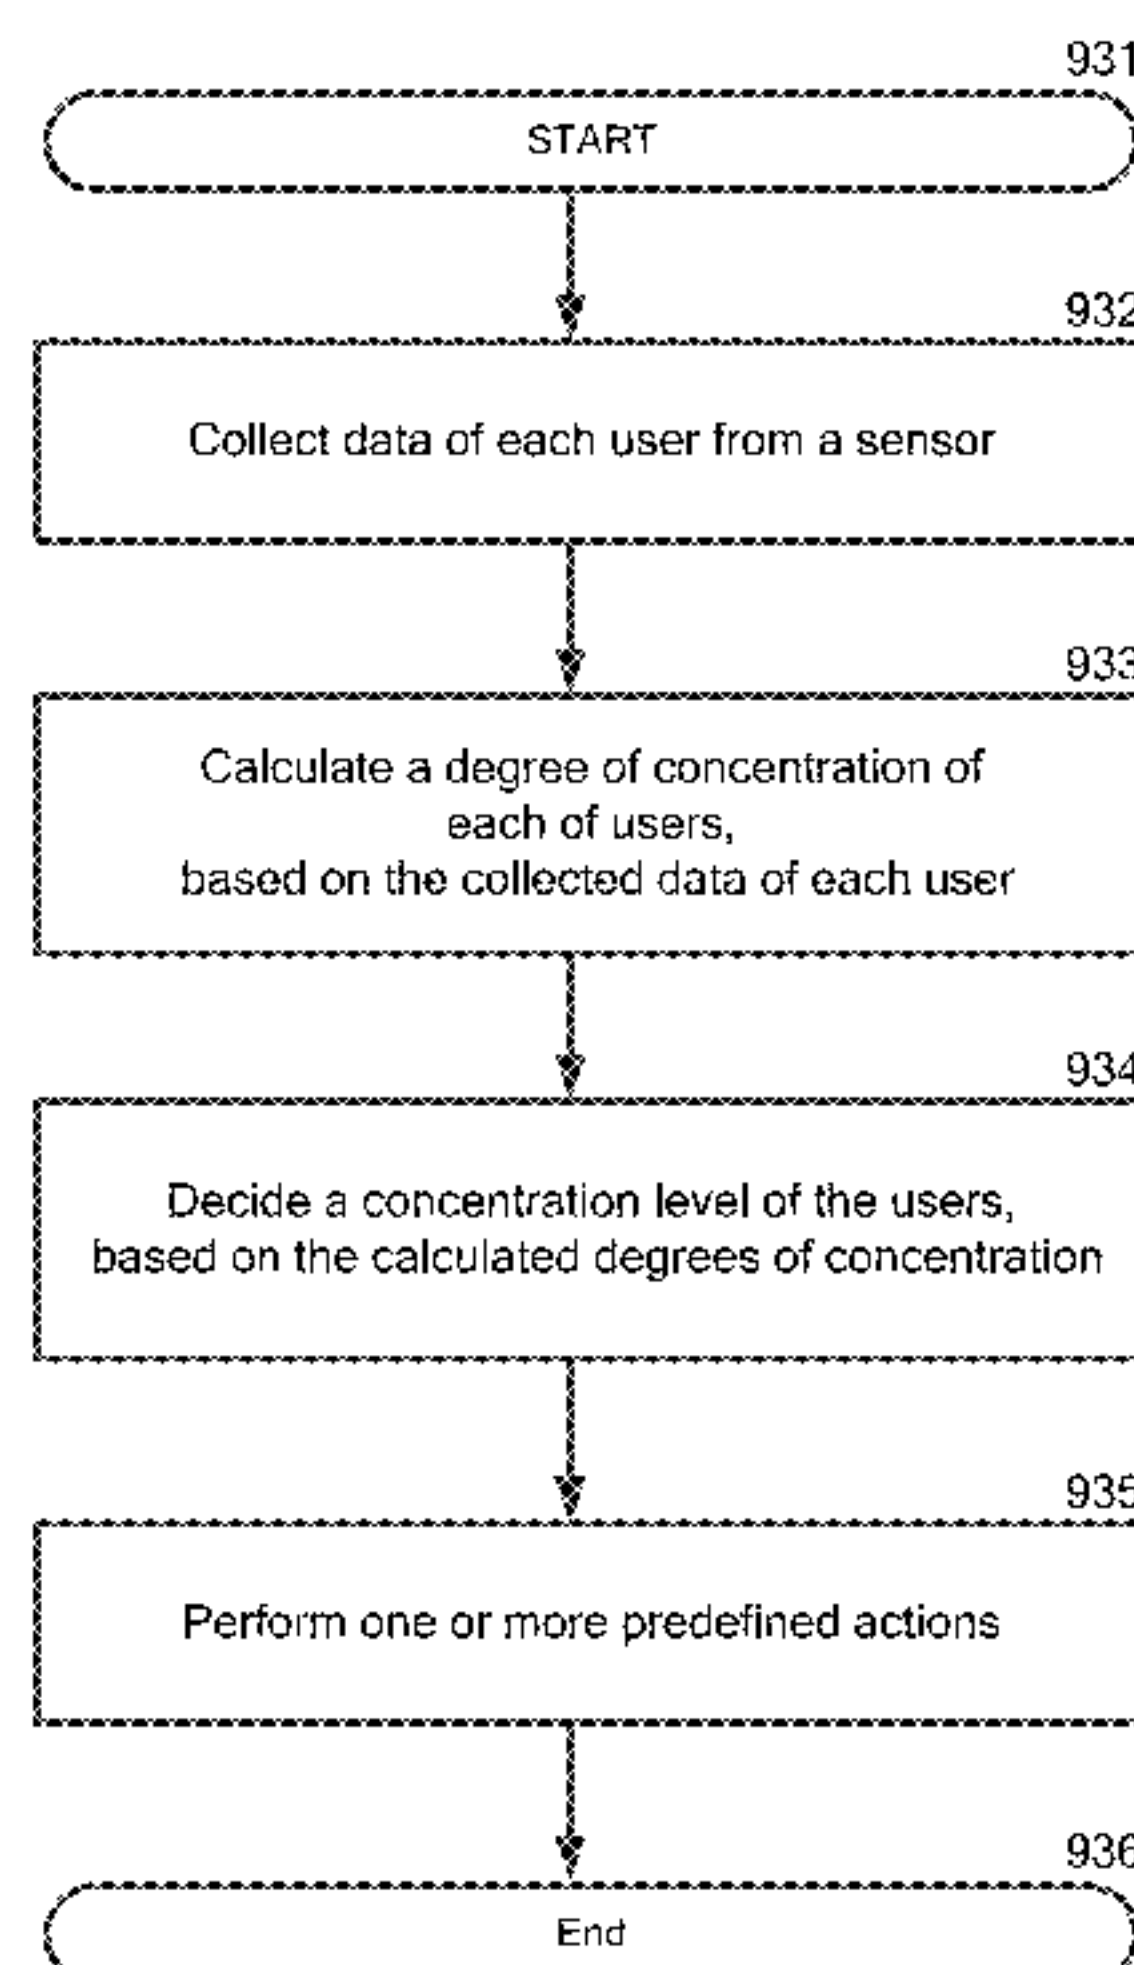 931
START
932
Collect data of each user from a sensor
933
Calculate a degree of concentration of
each of users,
based on the collected data of each user
934
Decide a concentration level of the users,
based on the calculated degrees of concentration
935
Perform one or more predefined actions
936
End